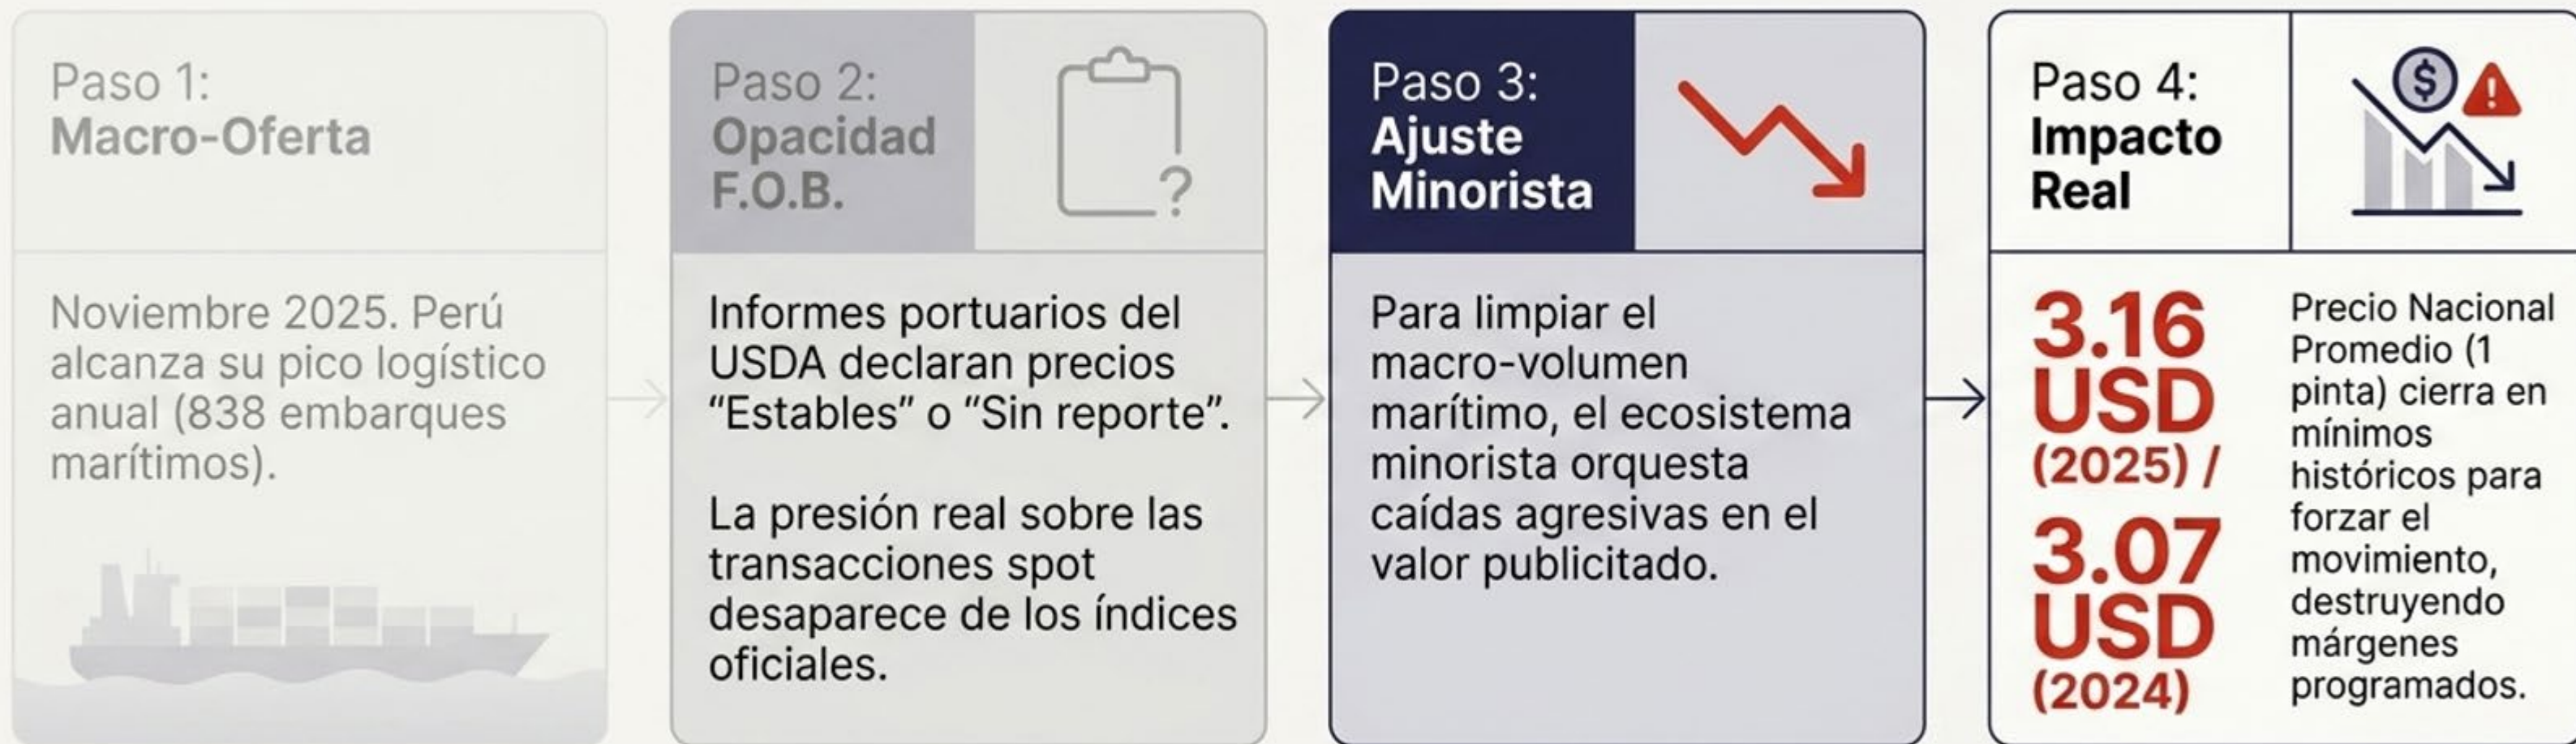 Paso 1:
Macro-Oferta
Noviembre 2025. Perú
alcanza su pico logístico
anual (838 embarques
marítimos).
Paso 2:
Opacidad
F.O.B.
?
Informes portuarios del
USDA declaran precios
“Estables” o “Sin reporte”.
La presión real sobre las
transacciones spot
desaparece de los índices
oficiales.
Paso 3:
Ajuste
Minorista
Para limpiar el
macro-volumen
marítimo, el ecosistema
minorista orquesta
caídas agresivas en el
valor publicitado.
Paso 4:
Impacto
Real
$
!
3.16
USD
(2025) /
3.07
USD
(2024)
Precio Nacional
Promedio (1
pinta) cierra en
mínimos
históricos para
forzar el
movimiento,
destruyendo
márgenes
programados.